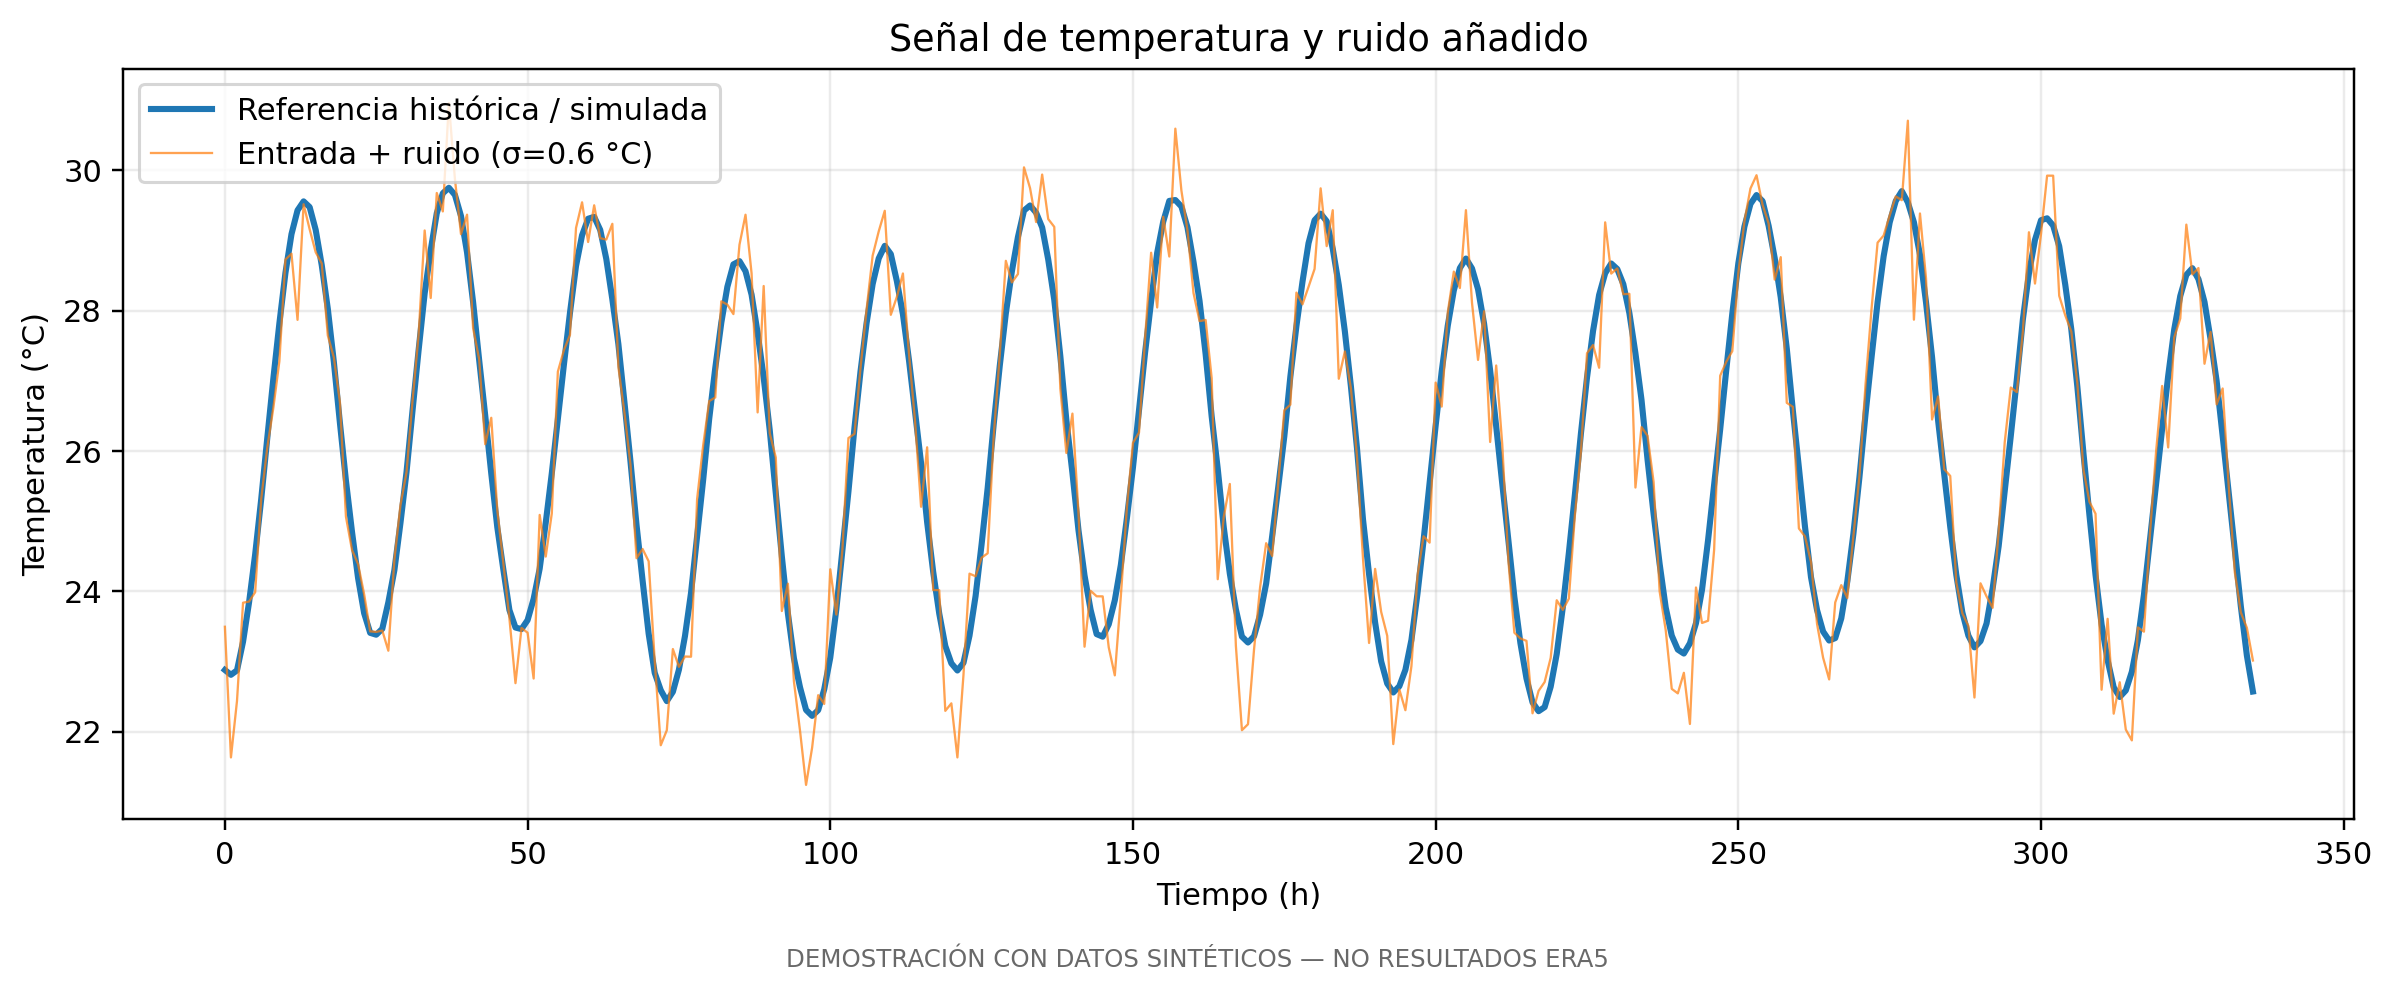 Señal de temperatura y ruido añadido
Referencia histórica / simulada
Entrada + ruido (σ=0.6 °C)
Temperatura (°C)
30
28
26
24
22
0 50 100 150 200 250 300 350
Tiempo (h)
DEMOSTRACIÓN CON DATOS SINTÉTICOS — NO RESULTADOS ERA5